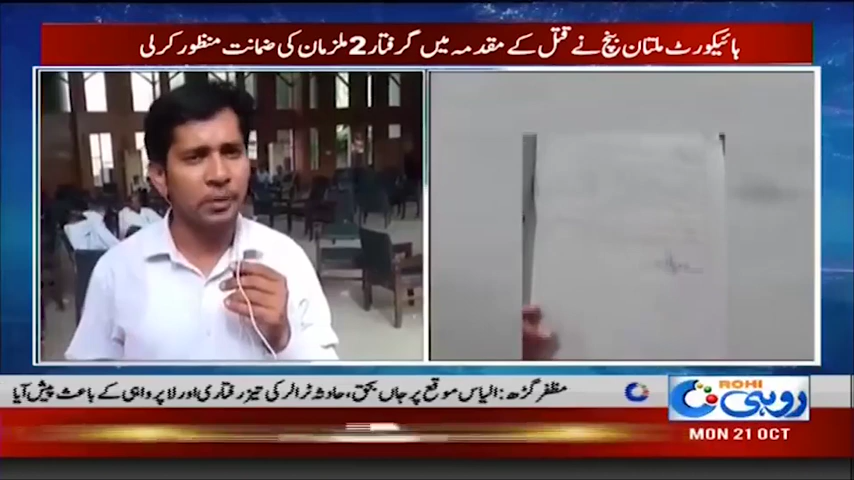 ہائیکورٹ ملتان بنچ نے قتل کے مقدمہ میں گرفتار 2 ملزمان کی ضمانت منظور کرلی
مظفر گڑھ: الیاس موقع پر جاں بحق، حادثہ ٹرالر کی تیز رفتاری اور لاپرواہی کے باعث پیش آیا
ROHI
روہی
MON 21 OCT